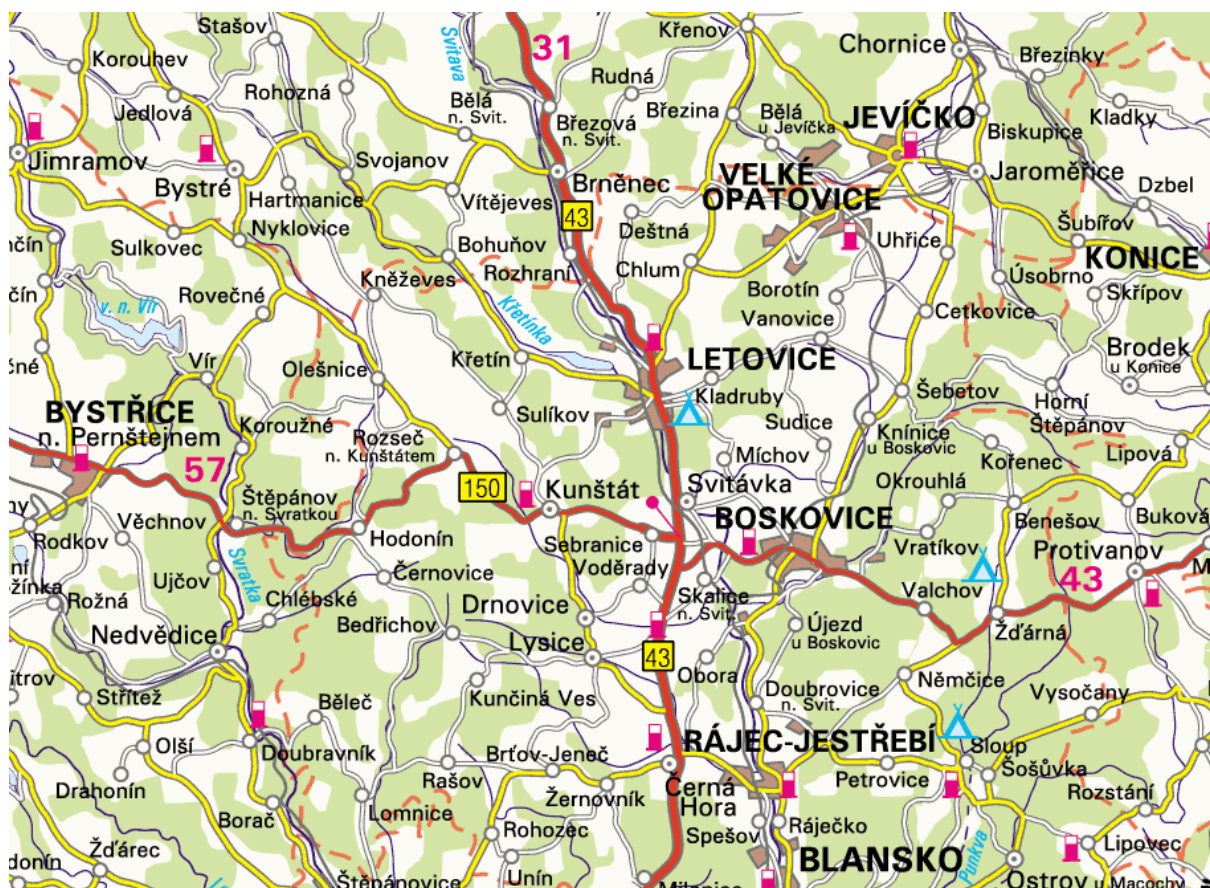 Stašov
Svitava
31
Křenov
Chornice
Březinky
Korouhev
Rudná
Jedlová
Rohozná
Bělá
n. Svit.
Březina
Bělá
u Jevíčka
JEVÍČKO
Kladky
Březová
n. Svit.
Biskupice
Jimramov
Svojanov
Brněnec
VELKÉ
OPATOVICE
Jaroměřice
Bystré
Hartmanice
Vítějeves
43
Dzbel
Sulkovec
Nyklovice
Bohuňov
Deštná
Uhřice
Šubířov
KONICE
Rozhraní
Chlum
Kněževes
Borotín
Úsobrno
Skřípov
v. n. Vír
Rovečné
Křetínka
Vanovice
Cetkovice
Vír
Olešnice
Křetín
LETOVICE
Brodek
u Konice
BYSTŘICE
n. Pernštejnem
Kladruby
Šebetov
Koroužné
Sulíkov
Sudice
Horní
Štěpánov
57
Rozseč
n. Kunštátem
Knínice
u Boskovic
Míchov
Kořenec
Lipová
150
Kunštát
Svitávka
Okrouhlá
Štěpánov
n. Svratkou
BOSKOVICE
Benešov
Buková
Věchnov
Rodkov
Hodonín
Sebranice
Vratíkov
Protivanov
Voděrady
43
Ujčov
Svratka
Černovice
Skalice
n. Svit.
Valchov
Rožná
Chlébské
Drnovice
Újezd
u Boskovic
Žďárná
Nedvědice
Bedřichov
Lysice
43
Obora
Němčice
Střítež
Kunčiná Ves
Doubrovice
n. Svit.
Vysočany
Běleč
Olší
Doubravník
Brťov-Jeneč
RÁJEC-JESTŘEBÍ
Sloup
Šošůvka
Drahonín
Rašov
Černá
Hora
Petrovice
Žernovník
Rozstání
Borač
Lomnice
Rohozec
Spešov
Ráječko
Punkva
Lipovec
Žďárec
Unín
BLANSKO
Štěpánovice
Ostrov u Macochy